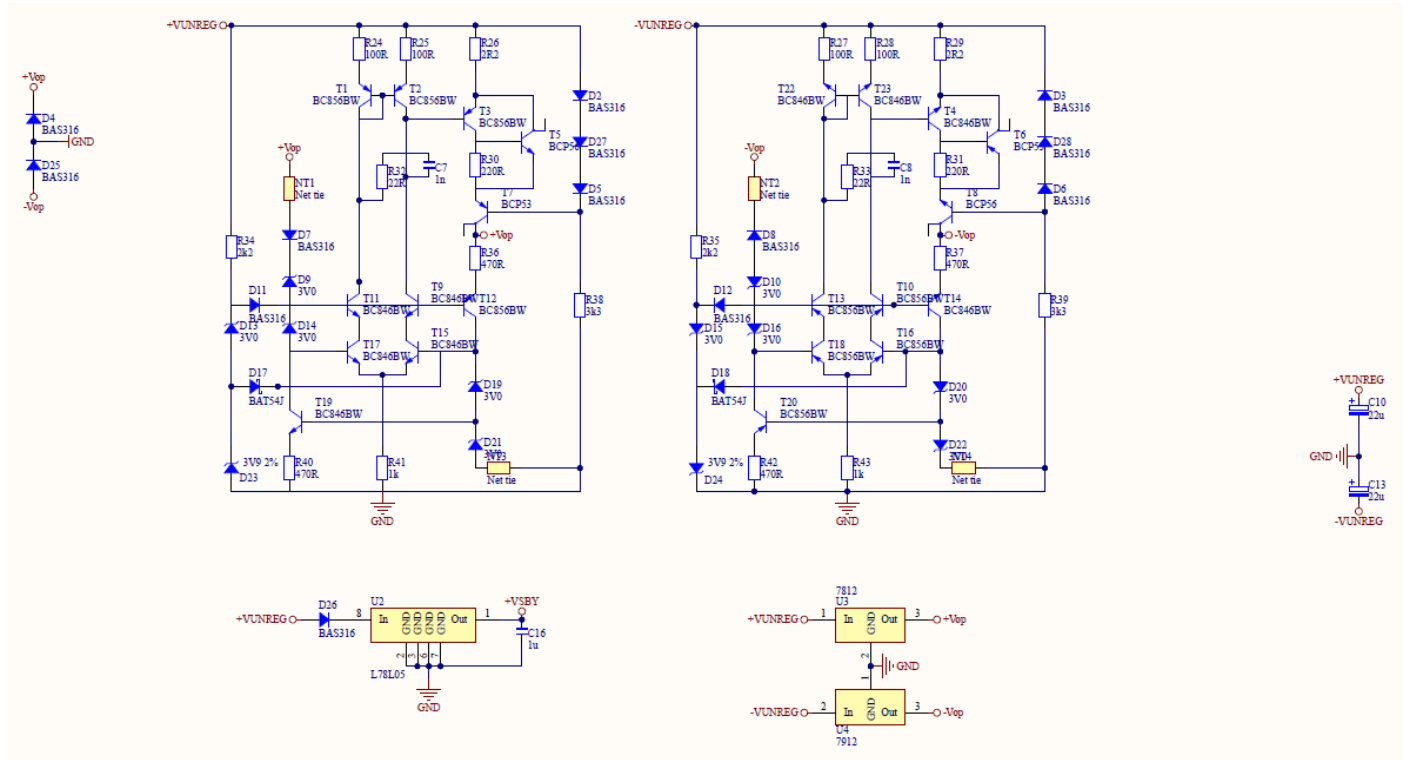 +VUNREG
R24
100R
R25
100R
R26
2R2
T1
BC856BW
T2
BC856BW
T3
BC856BW
D2
BAS316
D27
BAS316
D5
BAS316
+Vop
D4
BAS316
GND
D25
BAS316
-Vop
+Vop
NT1
Net tie
R32
22R
C7
1n
R30
220R
T5
T7
BCP53
+Vop
R36
470R
R34
2k2
D7
BAS316
D9
3V0
D11
BAS316
D13
3V0
D14
3V0
T11
BC846BW
T9
BC846BW
T12
BC856BW
R38
3k3
T17
BC846BW
T15
BC846BW
D17
BAT54J
T19
BC846BW
D19
3V0
D21
3V0
NT3
Net tie
3V9 2%
D23
R40
470R
R41
1k
GND
-VUNREG
R27
100R
R28
100R
R29
2R2
T22
BC846BW
T23
BC846BW
T4
BC846BW
D3
BAS316
D28
BAS316
D6
BAS316
-Vop
NT2
Net tie
R33
22R
C8
1n
R31
220R
T6
T8
BCP56
-Vop
R37
470R
R35
2k2
D8
BAS316
D10
3V0
D12
BAS316
D15
3V0
D16
3V0
T13
BC856BW
T10
BC856BW
T14
BC846BW
R39
3k3
T18
BC856BW
T16
BC856BW
D18
BAT54J
T20
BC856BW
D20
3V0
D22
Net tie
3V9 2%
D24
R42
470R
R43
1k
GND
+VUNREG
C10
22u
GND
C13
22u
-VUNREG
+VUNREG
D26
BAS316
8
U2
In
GND
GND
GND
GND
Out
1
2
3
6
7
L78L05
+VSBY
C16
1u
GND
7812
U3
+VUNREG
1
In
GND
Out
3
+Vop
2
GND
1
-VUNREG
2
In
GND
Out
3
-Vop
U4
7912